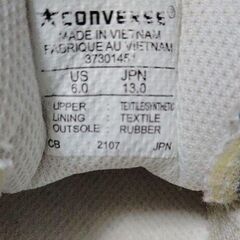 ★ CONVERSE
MADE IN VIETNAM
FABRIQUE AU VIETNAM
37301451
US JPN
6.0 13.0
UPPER : TEXTILE/SYNTHETIC
LINING : TEXTILE
OUTSOLE : RUBBER
CB 2107 JPN